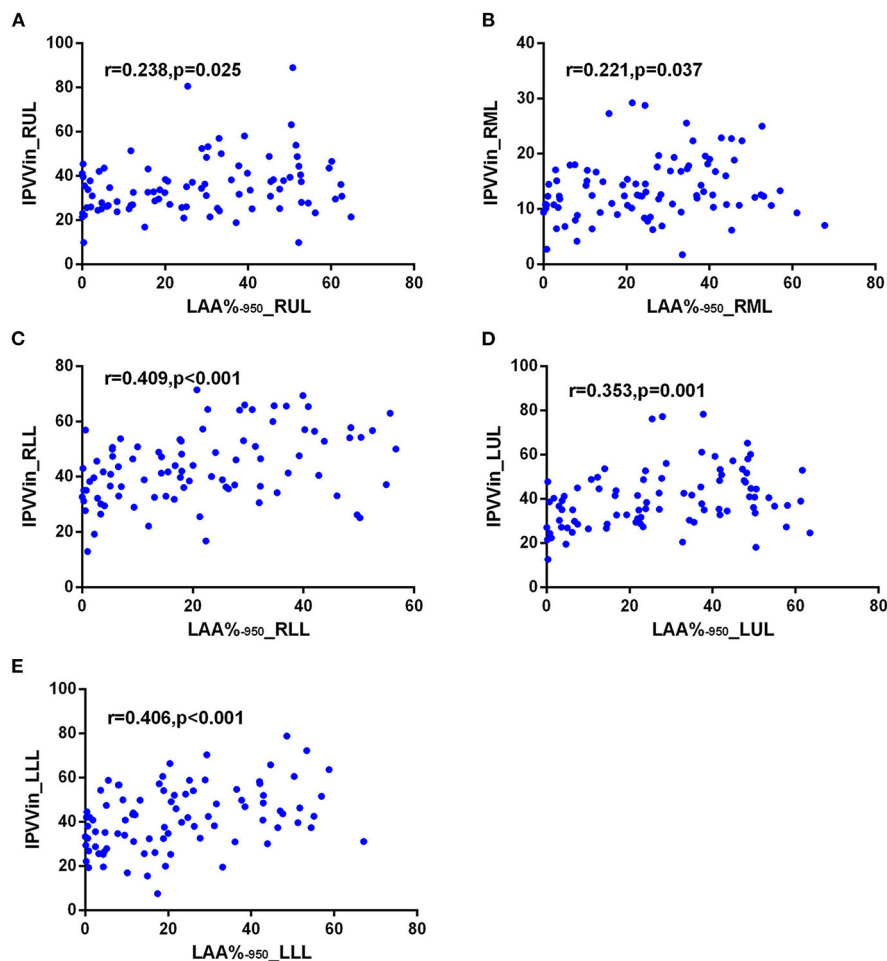 A
r=0.238,p=0.025
IPVVin_RUL
100
80
60
40
20
0
0 20 40 60 80
LAA%-950_RUL
B
r=0.221,p=0.037
IPVVin_RML
40
30
20
10
0
0 20 40 60 80
LAA%-950_RML
C
r=0.409,p<0.001
IPVVin_RLL
80
60
40
20
0
0 20 40 60
LAA%-950_RLL
D
r=0.353,p=0.001
IPVVin_LUL
100
80
60
40
20
0
0 20 40 60 80
LAA%-950_LUL
E
r=0.406,p<0.001
IPVVin_LLL
100
80
60
40
20
0
0 20 40 60 80
LAA%-950_LLL